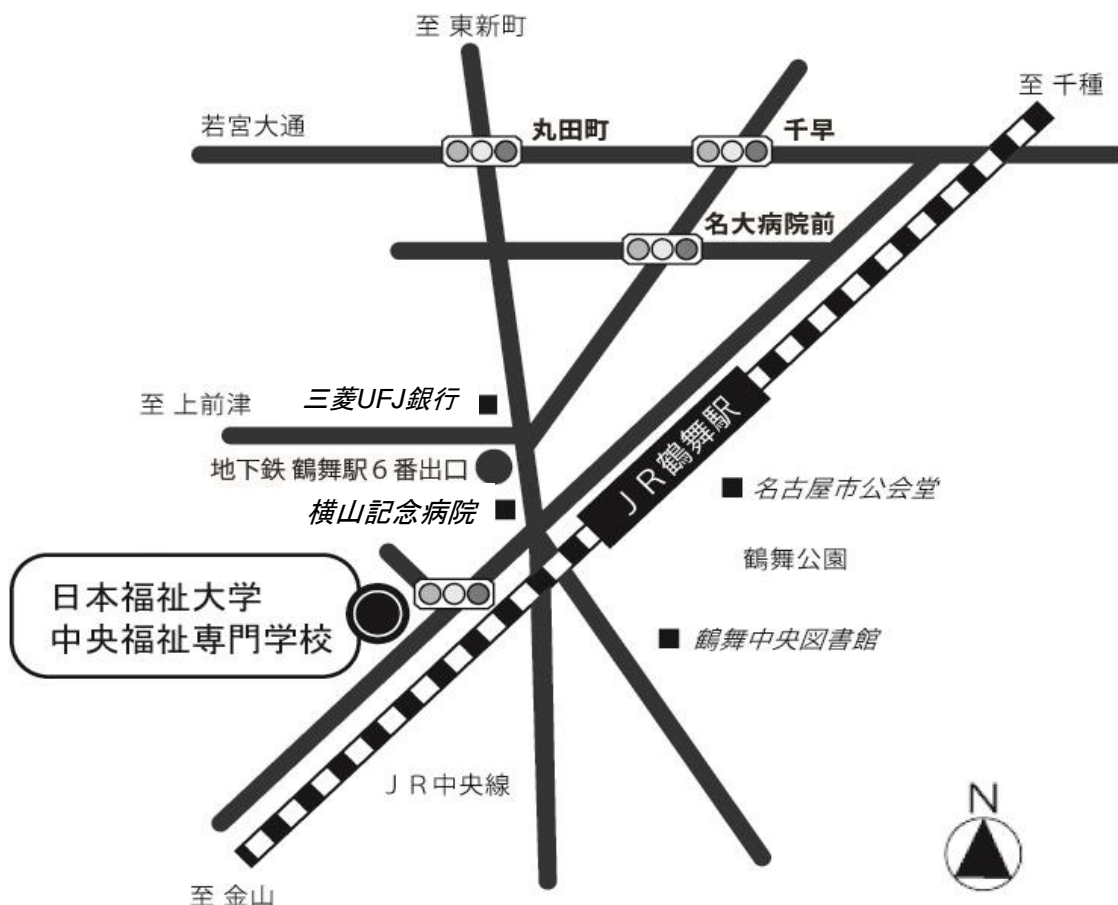 至 東新町
至 千種
若宮大通
丸田町
千早
名大病院前
至 上前津
三菱UFJ銀行
地下鉄 鶴舞駅6番出口
横山記念病院
JR鶴舞駅
名古屋市公会堂
鶴舞公園
日本福祉大学
中央福祉専門学校
鶴舞中央図書館
JR中央線
N
至 金山